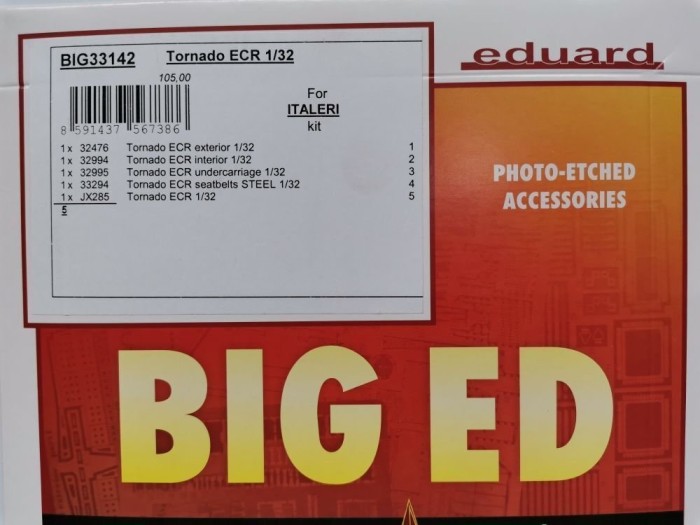 BIG33142 Tornado ECR 1/32
105,00
For
ITALERI
kit
8 591437 567386
1 x 32476 Tornado ECR exterior 1/32 1
1 x 32994 Tornado ECR interior 1/32 2
1 x 32995 Tornado ECR undercarriage 1/32 3
1 x 33294 Tornado ECR seatbelts STEEL 1/32 4
1 x JX285 Tornado ECR 1/32 5
5
eduard
PHOTO-ETCHED
ACCESSORIES
BIG ED